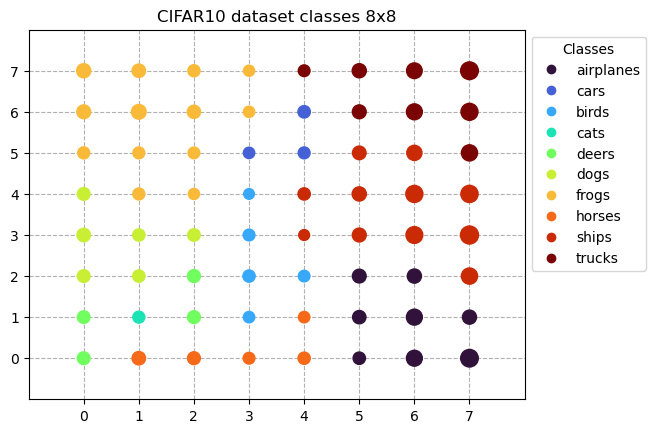 CIFAR10 dataset classes 8x8
7
6
5
4
3
2
1
0
0 1 2 3 4 5 6 7
Classes
airplanes
cars
birds
cats
deers
dogs
frogs
horses
ships
trucks